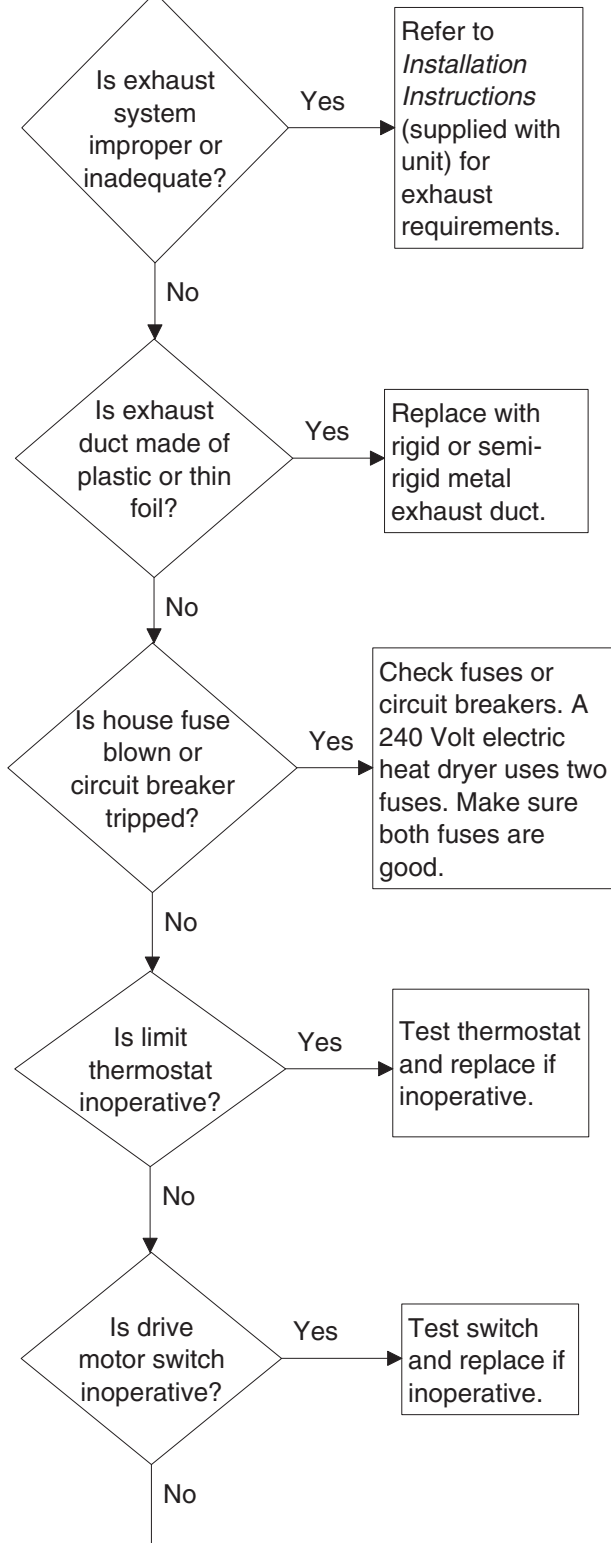 Is exhaust
system
improper or
inadequate?
Yes
Refer to
Installation
Instructions
(supplied with
unit) for
exhaust
requirements.
No
Is exhaust
duct made of
plastic or thin
foil?
Yes
Replace with
rigid or semi-
rigid metal
exhaust duct.
No
Is house fuse
blown or
circuit breaker
tripped?
Yes
Check fuses or
circuit breakers. A
240 Volt electric
heat dryer uses two
fuses. Make sure
both fuses are
good.
No
Is limit
thermostat
inoperative?
Yes
Test thermostat
and replace if
inoperative.
No
Is drive
motor switch
inoperative?
Yes
Test switch
and replace if
inoperative.
No